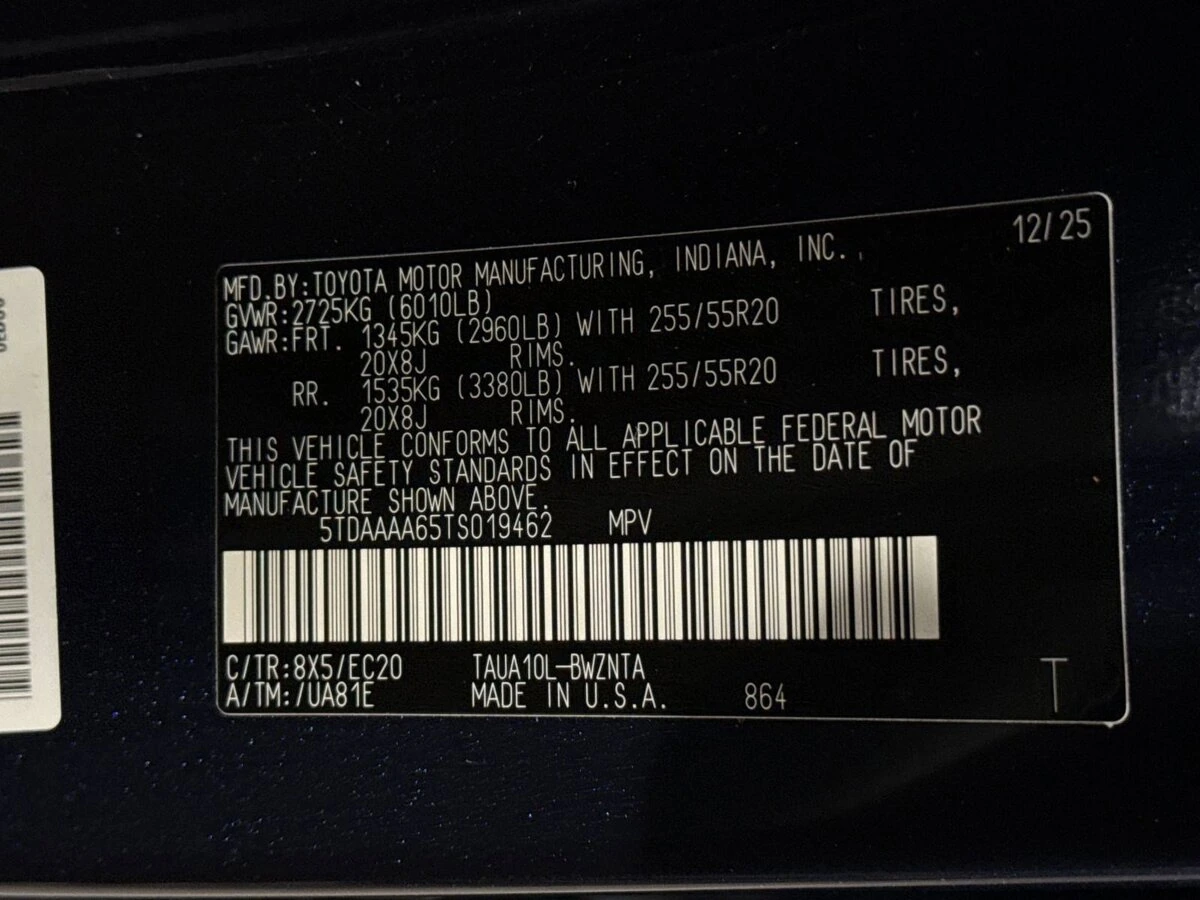 12/25
MFD.BY:TOYOTA MOTOR MANUFACTURING, INDIANA, INC.,
GVWR:2725KG (6010LB)
GAWR:FRT. 1345KG (2960LB) WITH 255/55R20 TIRES,
20X8J RIMS.
RR. 1535KG (3380LB) WITH 255/55R20 TIRES,
20X8J RIMS.
THIS VEHICLE CONFORMS TO ALL APPLICABLE FEDERAL MOTOR
VEHICLE SAFETY STANDARDS IN EFFECT ON THE DATE OF
MANUFACTURE SHOWN ABOVE.
5TDAAAA65TS019462 MPV
C/TR:8X5/EC20 TAUA10L-BWZNTA
A/TM:/UA81E MADE IN U.S.A. 864 T